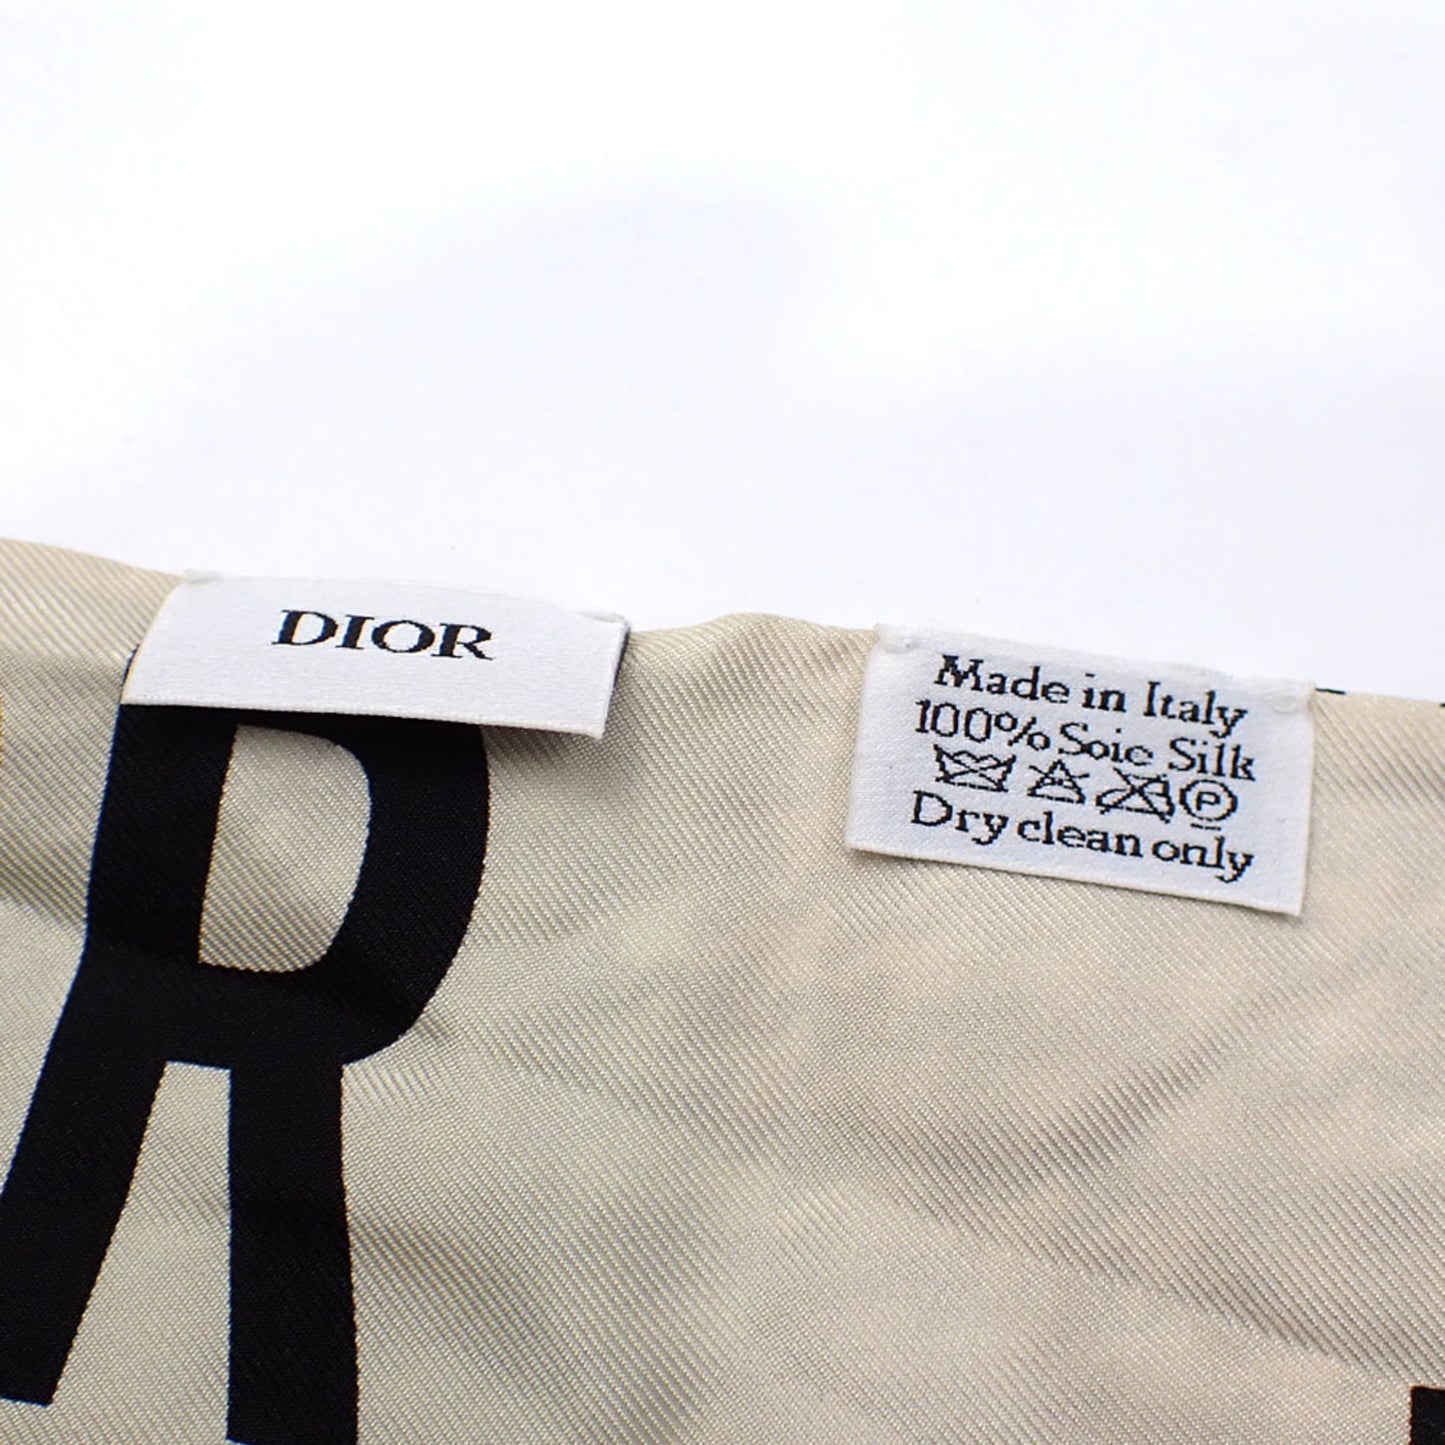 DIOR
Made in Italy
100% Soie Silk
P
Dry clean only
R